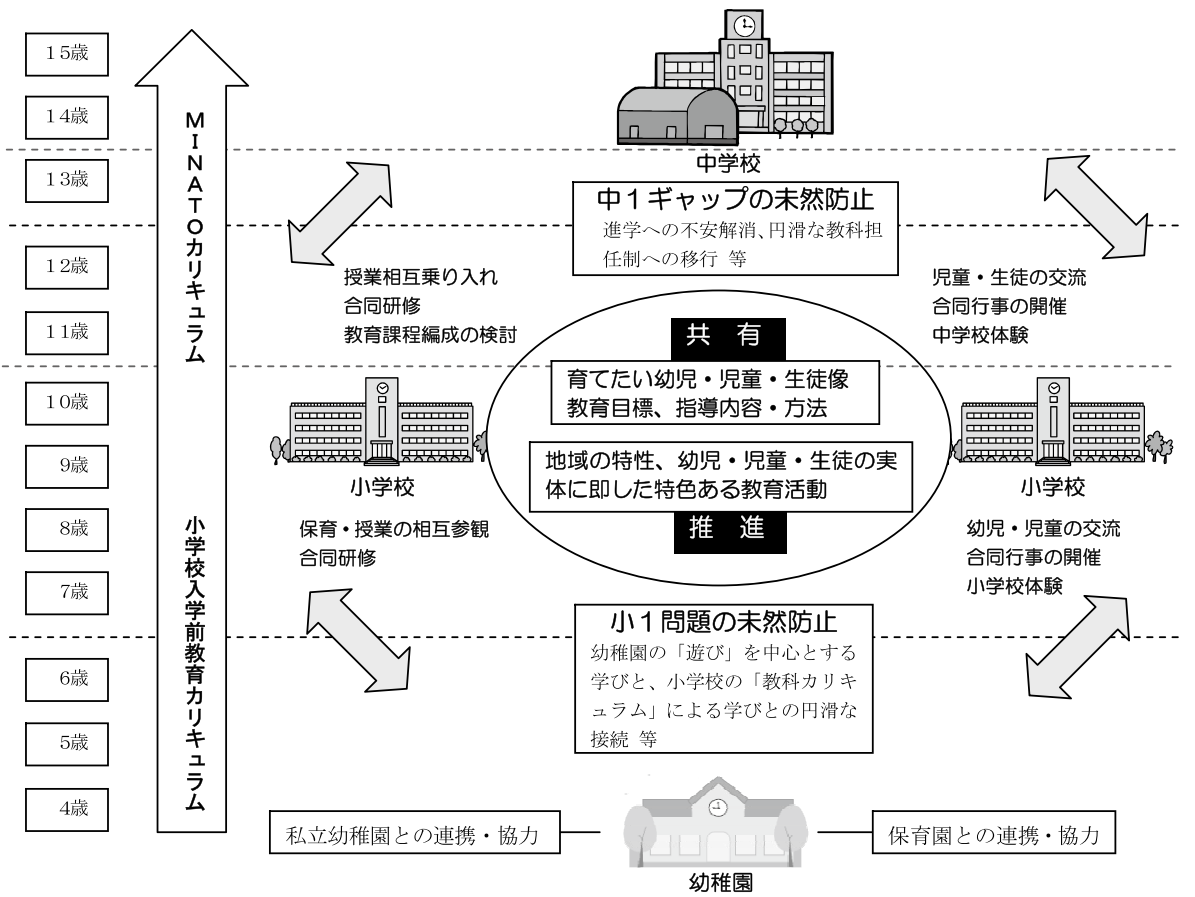 15歳
14歳
13歳
12歳
11歳
10歳
9歳
8歳
7歳
6歳
5歳
4歳
MINATOカリキュラム
小学校入学前教育カリキュラム
中学校
中1ギャップの未然防止
進学への不安解消、円滑な教科担
任制への移行 等
授業相互乗り入れ
合同研修
教育課程編成の検討
児童・生徒の交流
合同行事の開催
中学校体験
共 有
育てたい幼児・児童・生徒像
教育目標、指導内容・方法
地域の特性、幼児・児童・生徒の実
体に即した特色ある教育活動
推 進
小学校
小学校
保育・授業の相互参観
合同研修
幼児・児童の交流
合同行事の開催
小学校体験
小1問題の未然防止
幼稚園の「遊び」を中心とする
学びと、小学校の「教科カリキ
ュラム」による学びとの円滑な
接続 等
私立幼稚園との連携・協力
保育園との連携・協力
幼稚園